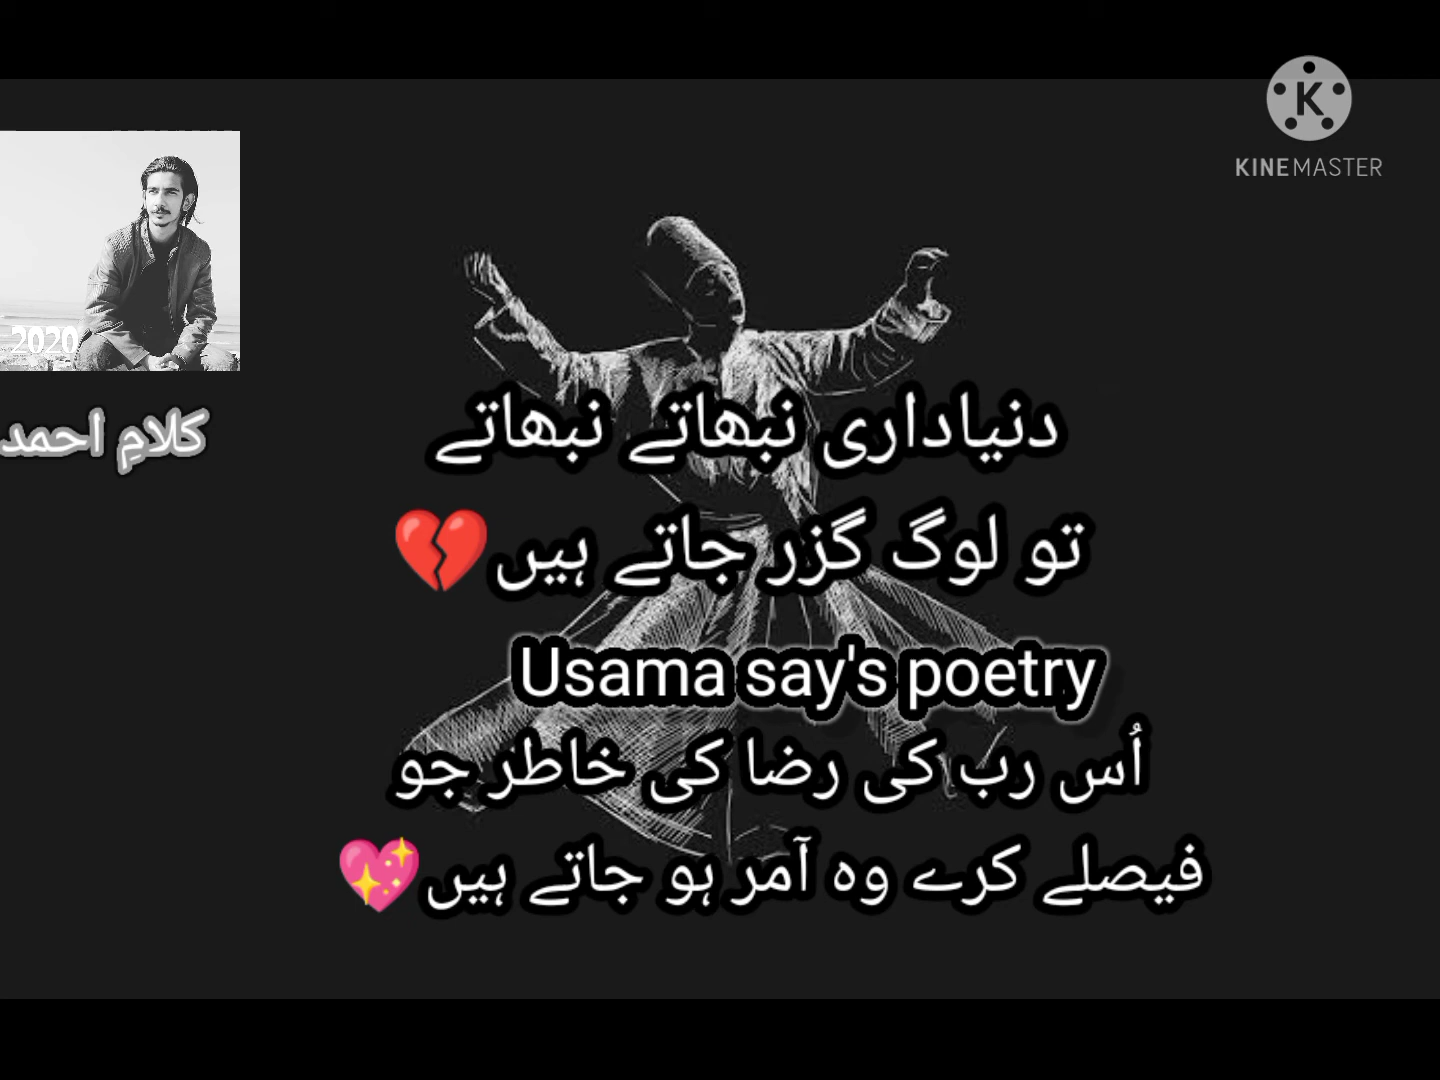 KINEMASTER
2020
کلامِ احمد
دنیاداری نبھاتے نبھاتے
تو لوگ گزر جاتے ہیں💔
Usama say's poetry
اُس رب کی رضا کی خاطر جو
فیصلے کرے وہ آمر ہو جاتے ہیں💖